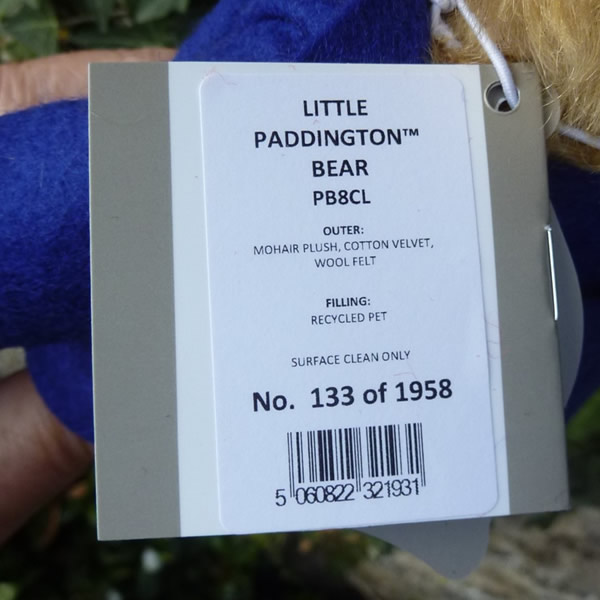 LITTLE
PADDINGTON™
BEAR
PB8CL
OUTER:
MOHAIR PLUSH, COTTON VELVET,
WOOL FELT
FILLING:
RECYCLED PET
SURFACE CLEAN ONLY
No. 133 of 1958
5 060822 321931